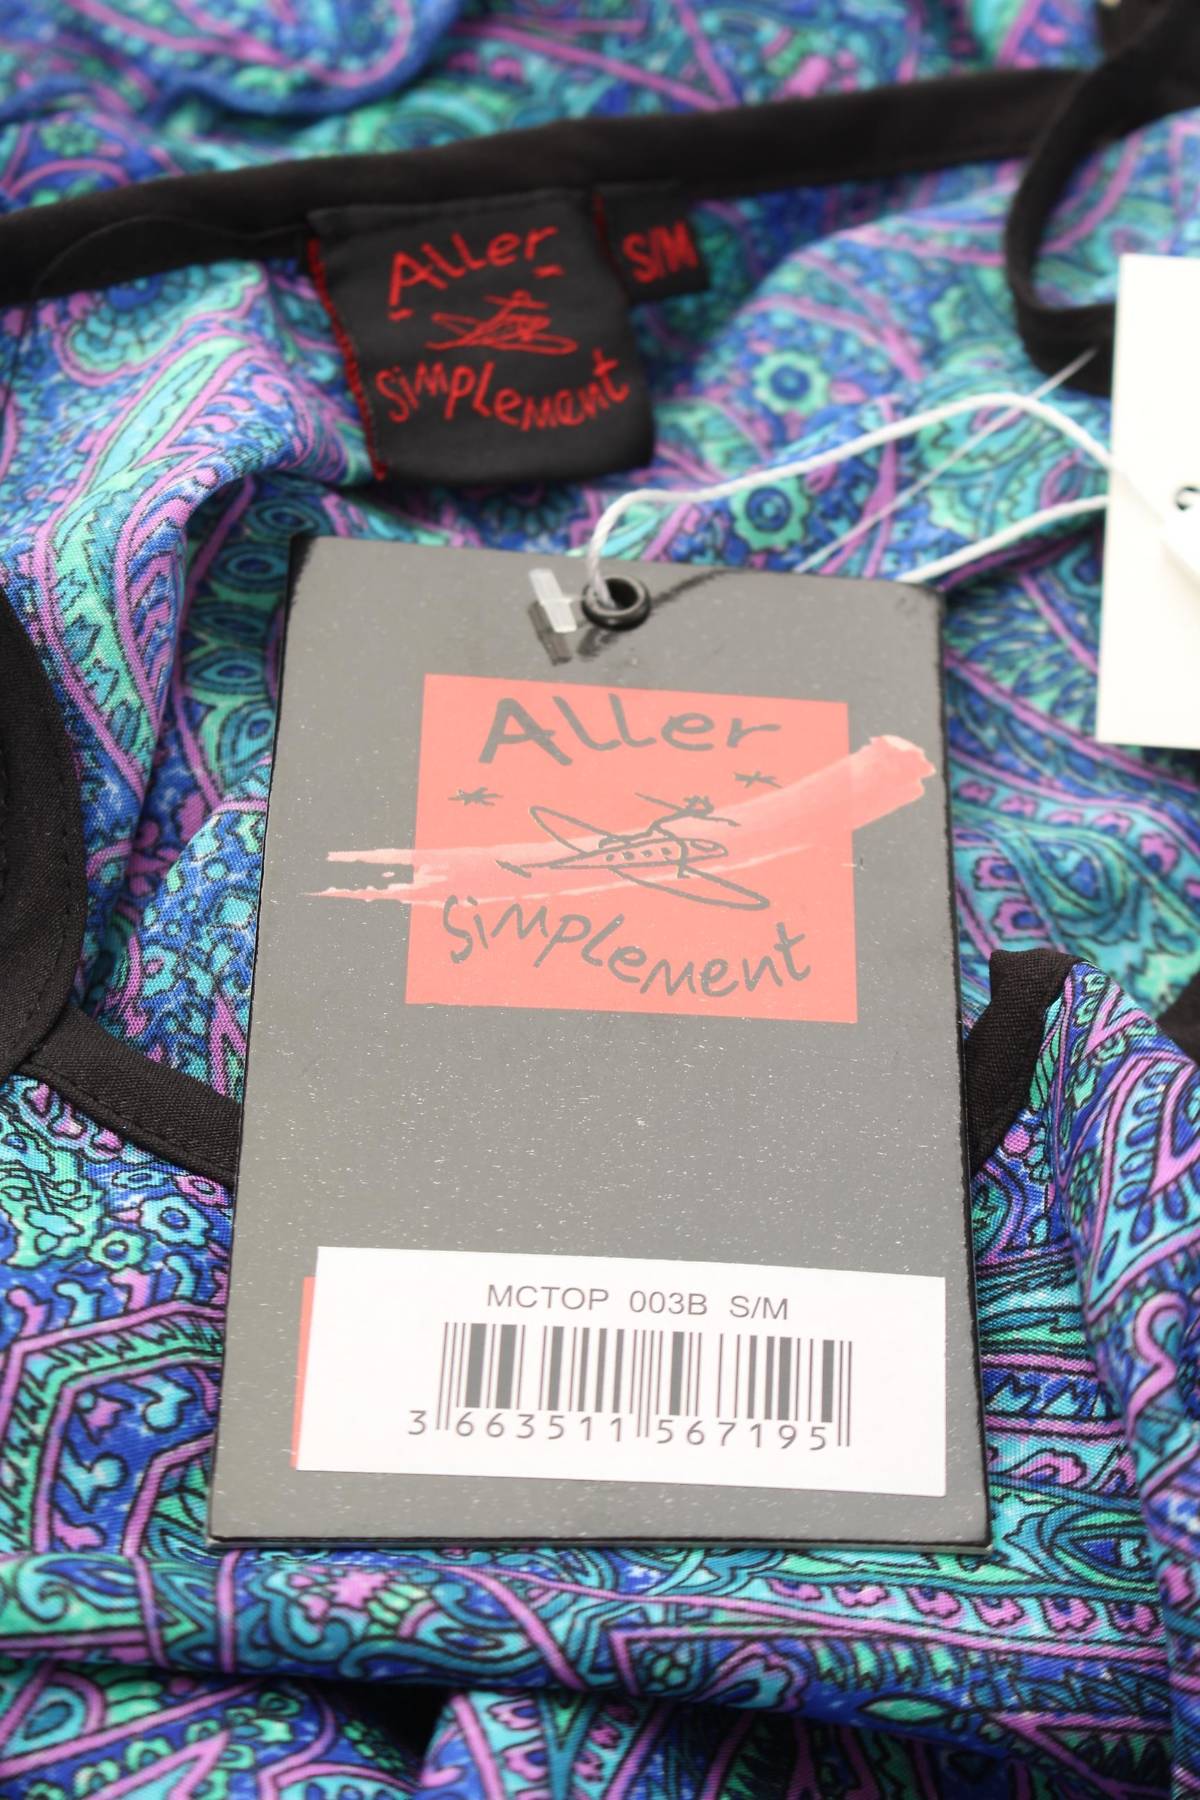 Aller
Simplement
S/M
Aller
Simplement
MCTOP 003B S/M
3 663511 567195